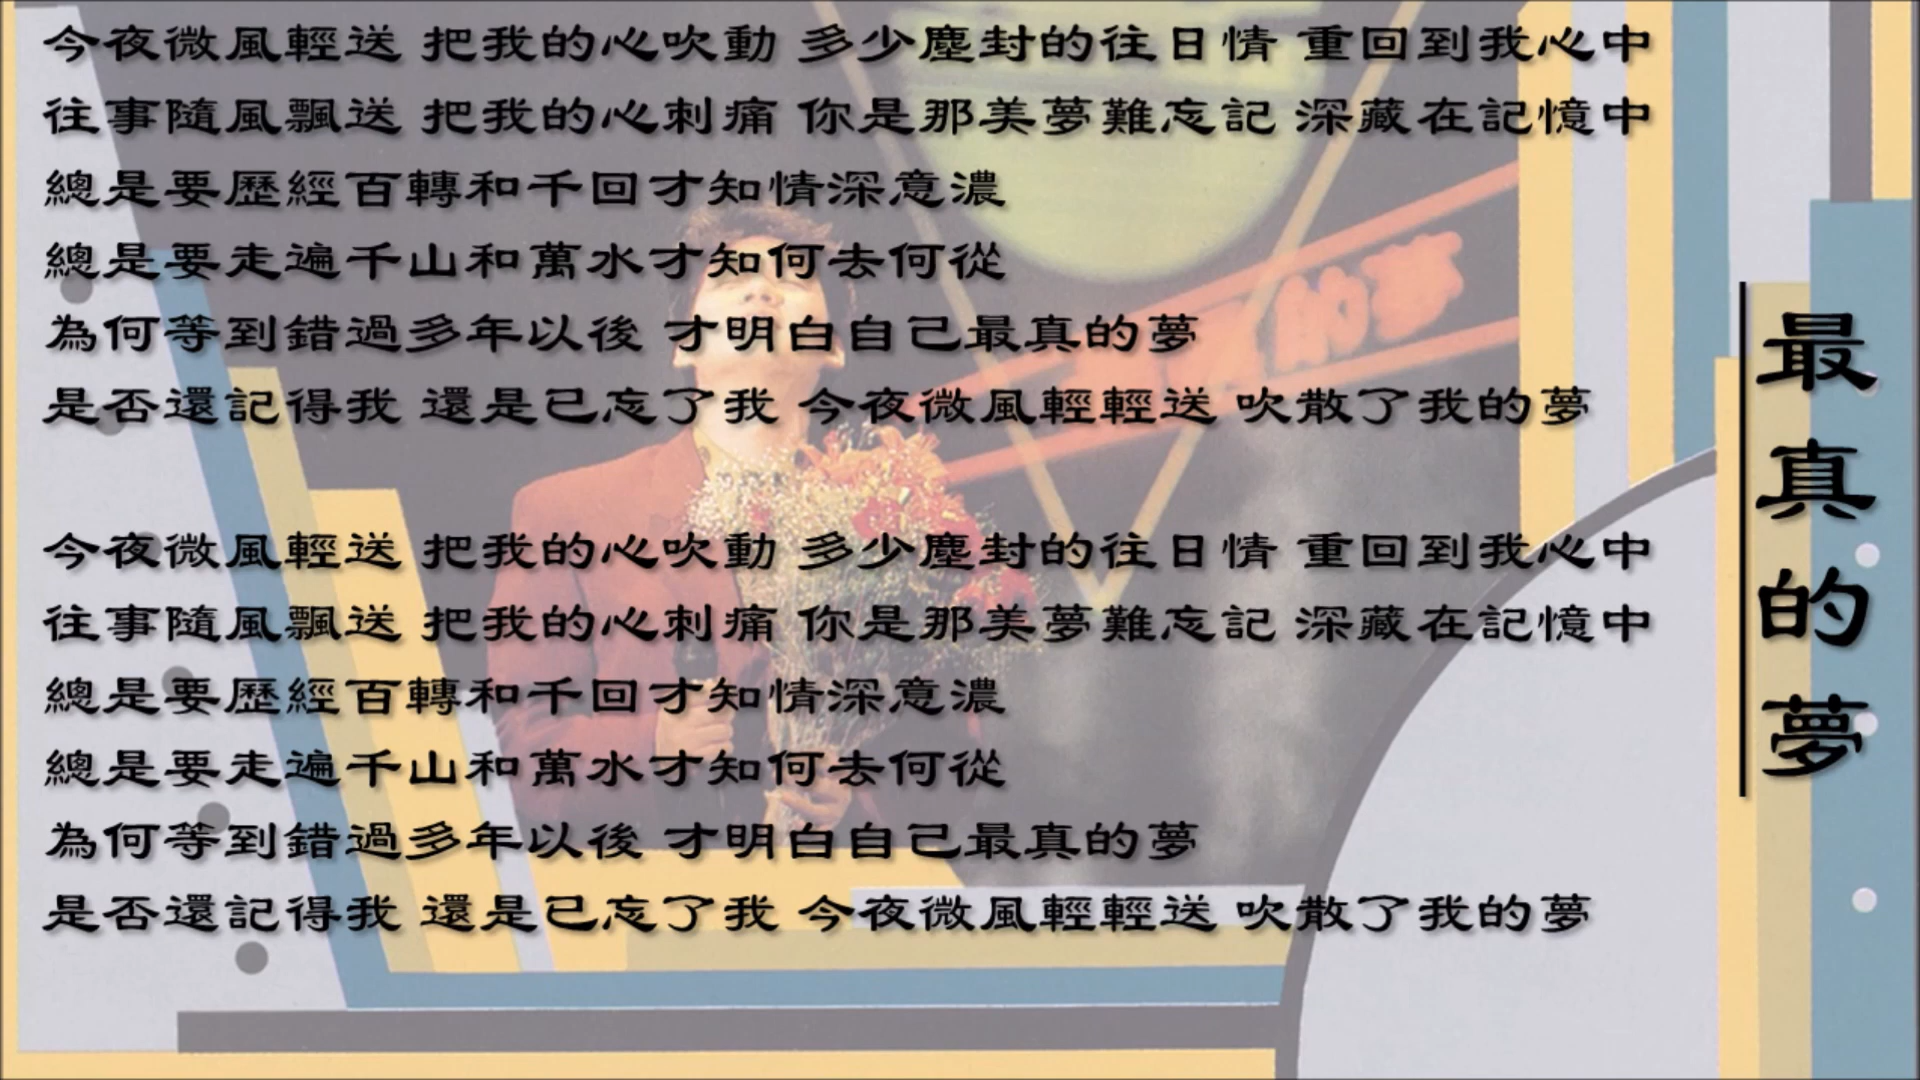 今夜微風輕送 把我的心吹動 多少塵封的往日情 重回到我心中
往事隨風飄送 把我的心刺痛 你是那美夢難忘記 深藏在記憶中
總是要歷經百轉和千回才知情深意濃
總是要走遍千山和萬水才知何去何從
為何等到錯過多年以後 才明白自己最真的夢
是否還記得我 還是已忘了我 今夜微風輕輕送 吹散了我的夢
今夜微風輕送 把我的心吹動 多少塵封的往日情 重回到我心中
往事隨風飄送 把我的心刺痛 你是那美夢難忘記 深藏在記憶中
總是要歷經百轉和千回才知情深意濃
總是要走遍千山和萬水才知何去何從
為何等到錯過多年以後 才明白自己最真的夢
是否還記得我 還是已忘了我 今夜微風輕輕送 吹散了我的夢
最真的夢
的夢